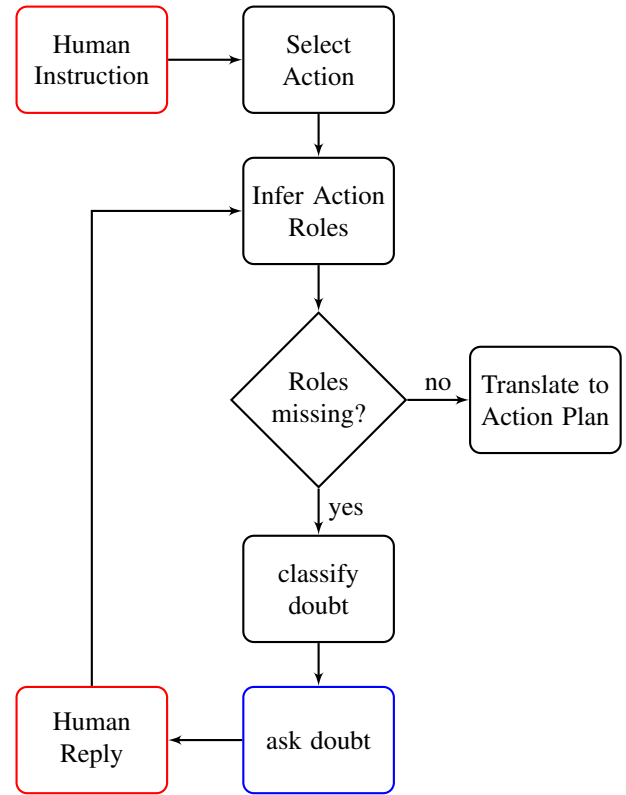 Human
Instruction
Select
Action
Infer Action
Roles
Roles
missing?
no
Translate to
Action Plan
yes
classify
doubt
Human
Reply
ask doubt